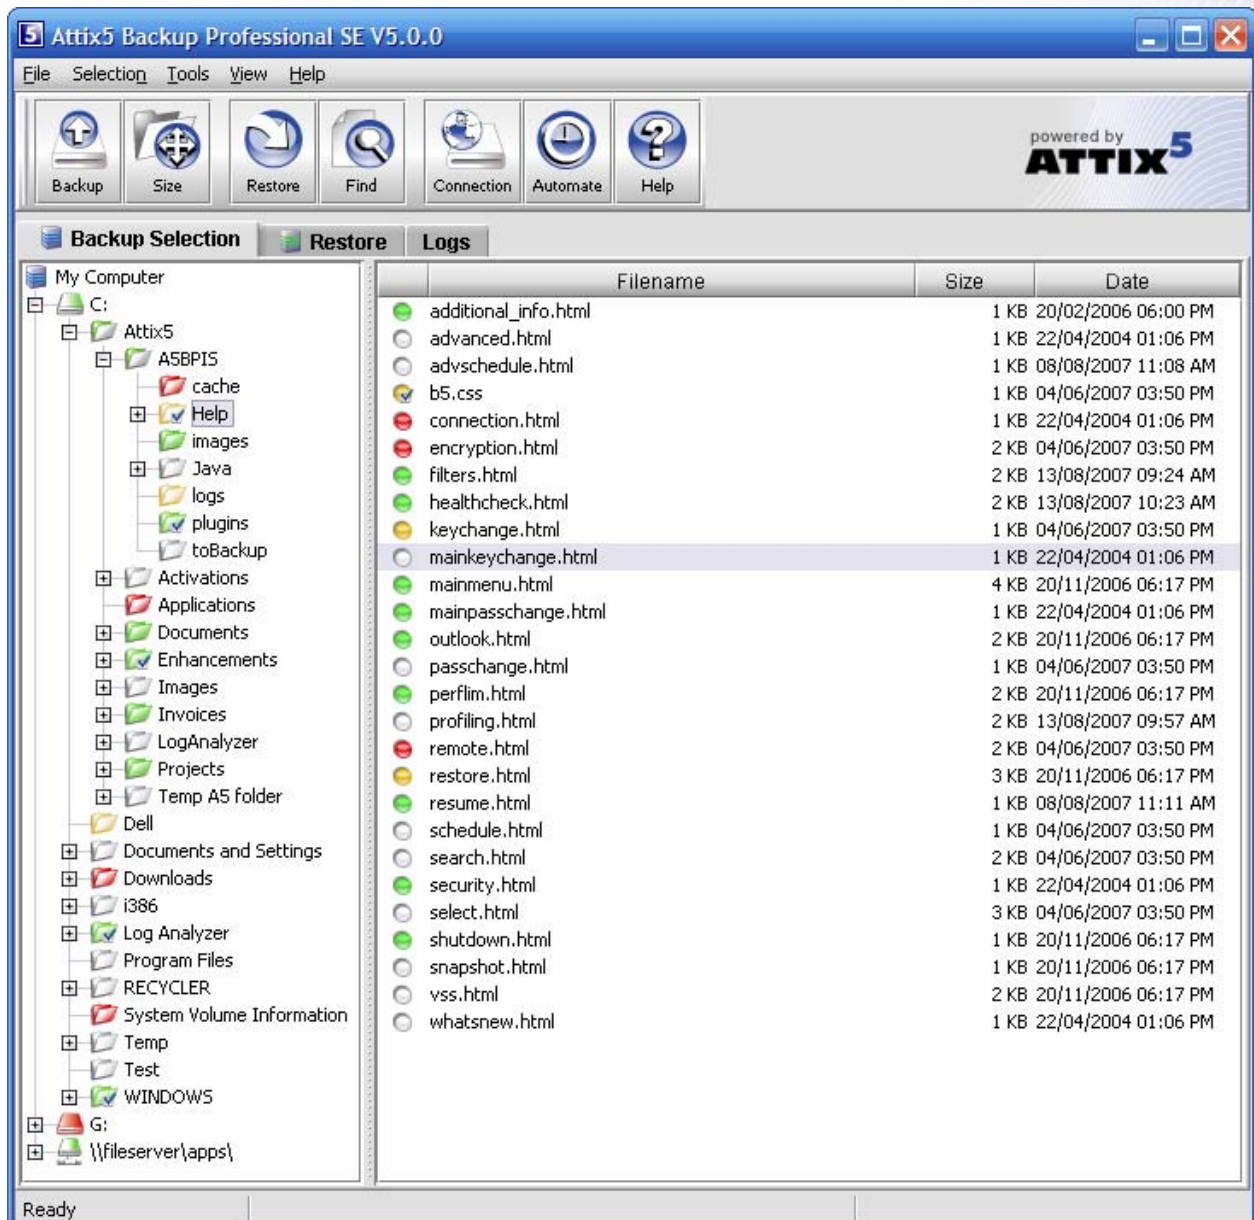 5 Attix5 Backup Professional SE V5.0.0
File Selection Tools View Help
Backup Size Restore Find Connection Automate Help
powered by
ATTIX5
Backup Selection Restore Logs
My Computer
C:
Attix5
A5BPIS
cache
Help
images
Java
logs
plugins
toBackup
Activations
Applications
Documents
Enhancements
Images
Invoices
LogAnalyzer
Projects
Temp A5 folder
Dell
Documents and Settings
Downloads
i386
Log Analyzer
Program Files
RECYCLER
System Volume Information
Temp
Test
WINDOWS
G:
\\fileserver\apps\
Filename Size Date
additional_info.html 1 KB 20/02/2006 06:00 PM
advanced.html 1 KB 22/04/2004 01:06 PM
advschedule.html 1 KB 08/08/2007 11:08 AM
b5.css 1 KB 04/06/2007 03:50 PM
connection.html 1 KB 22/04/2004 01:06 PM
encryption.html 2 KB 04/06/2007 03:50 PM
filters.html 2 KB 13/08/2007 09:24 AM
healthcheck.html 2 KB 13/08/2007 10:23 AM
keychange.html 1 KB 04/06/2007 03:50 PM
mainkeychange.html 1 KB 22/04/2004 01:06 PM
mainmenu.html 4 KB 20/11/2006 06:17 PM
mainpasschange.html 1 KB 22/04/2004 01:06 PM
outlook.html 2 KB 20/11/2006 06:17 PM
passchange.html 1 KB 04/06/2007 03:50 PM
perflim.html 2 KB 20/11/2006 06:17 PM
profiling.html 2 KB 13/08/2007 09:57 AM
remote.html 2 KB 04/06/2007 03:50 PM
restore.html 3 KB 20/11/2006 06:17 PM
resume.html 1 KB 08/08/2007 11:11 AM
schedule.html 1 KB 04/06/2007 03:50 PM
search.html 2 KB 04/06/2007 03:50 PM
security.html 1 KB 22/04/2004 01:06 PM
select.html 3 KB 04/06/2007 03:50 PM
shutdown.html 1 KB 20/11/2006 06:17 PM
snapshot.html 1 KB 20/11/2006 06:17 PM
vss.html 2 KB 20/11/2006 06:17 PM
whatsnew.html 1 KB 22/04/2004 01:06 PM
Ready